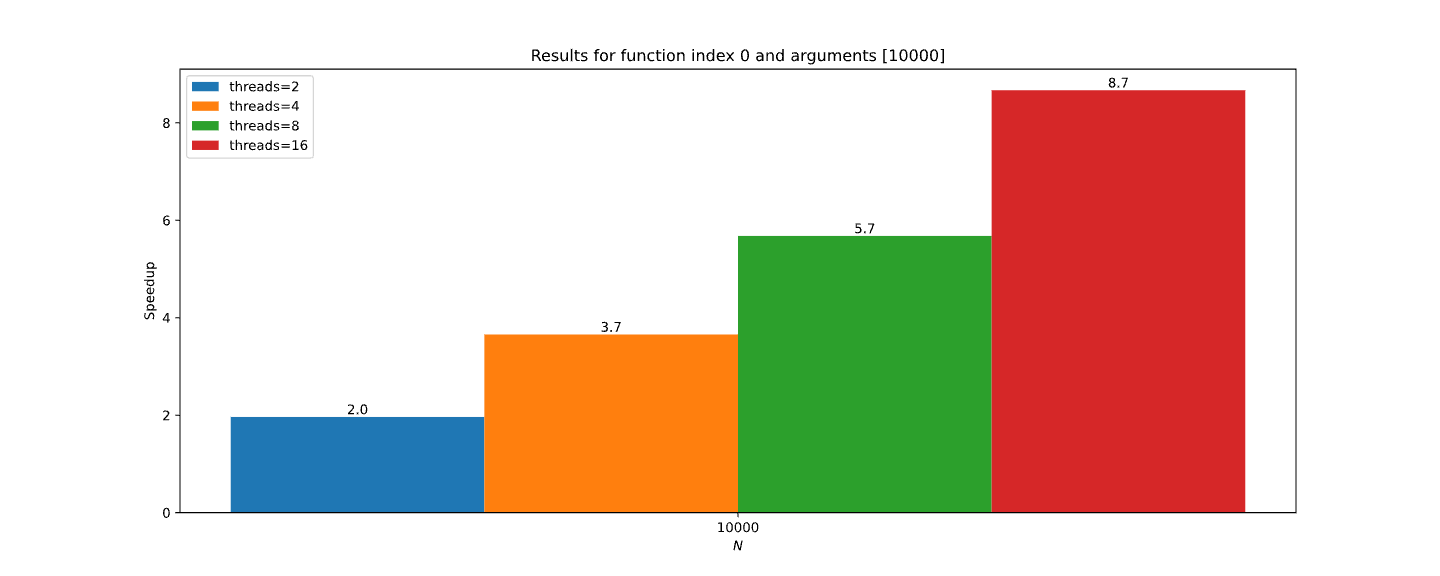 Results for function index 0 and arguments [10000]
threads=2
threads=4
threads=8
threads=16
8.7
5.7
3.7
2.0
8
6
4
2
0
Speedup
10000
N